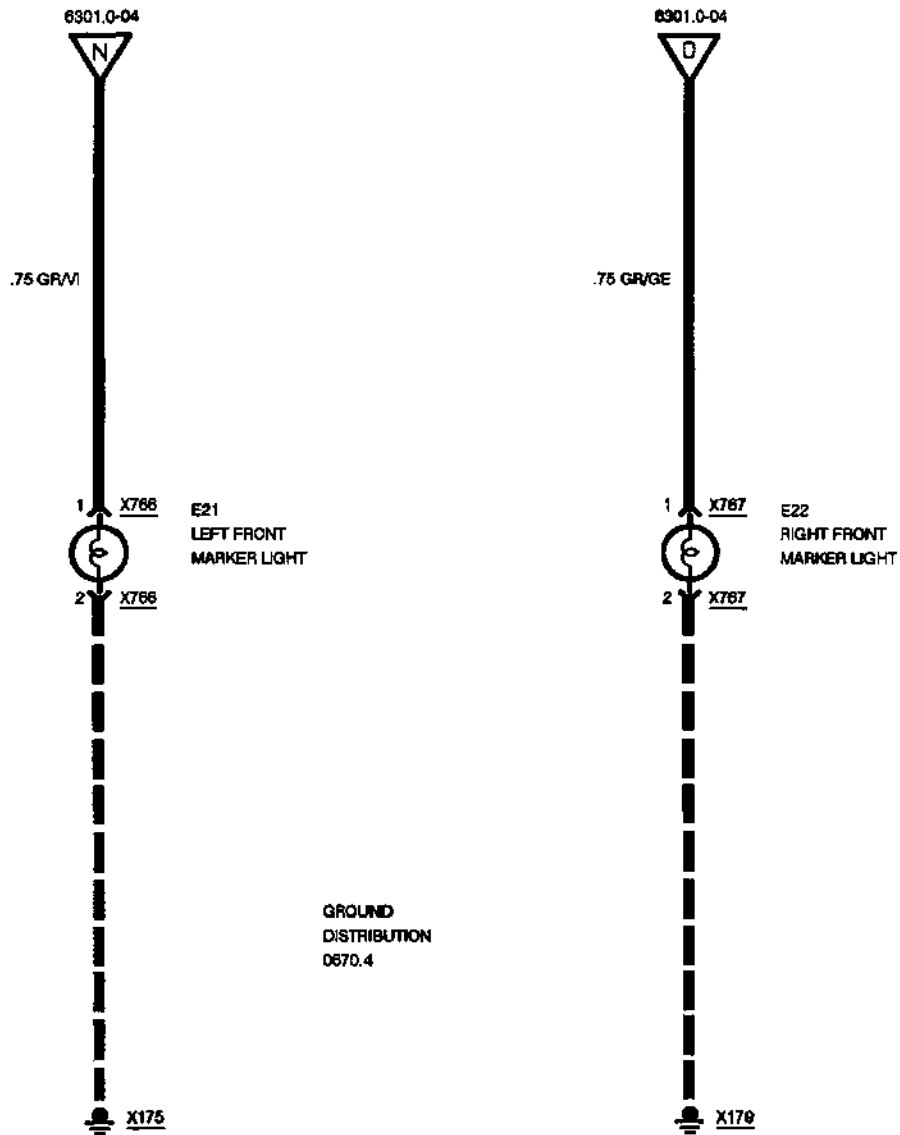 6301.0-04
N
.75 GR/VI
1 X766
E21
LEFT FRONT
MARKER LIGHT
2 X766
6301.0-04
O
.75 GR/GE
1 X767
E22
RIGHT FRONT
MARKER LIGHT
2 X767
GROUND
DISTRIBUTION
0670.4
X175